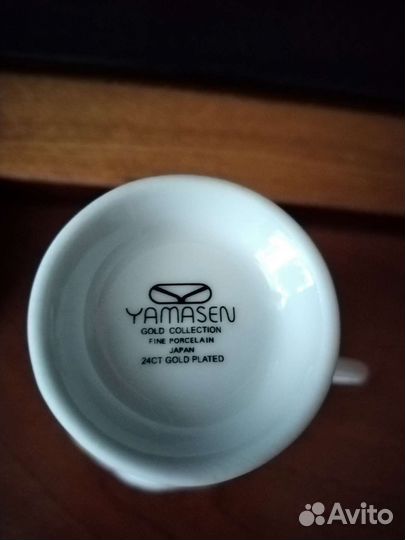 YAMASEN
GOLD COLLECTION
FINE PORCELAIN
JAPAN
24CT GOLD PLATED
Avito